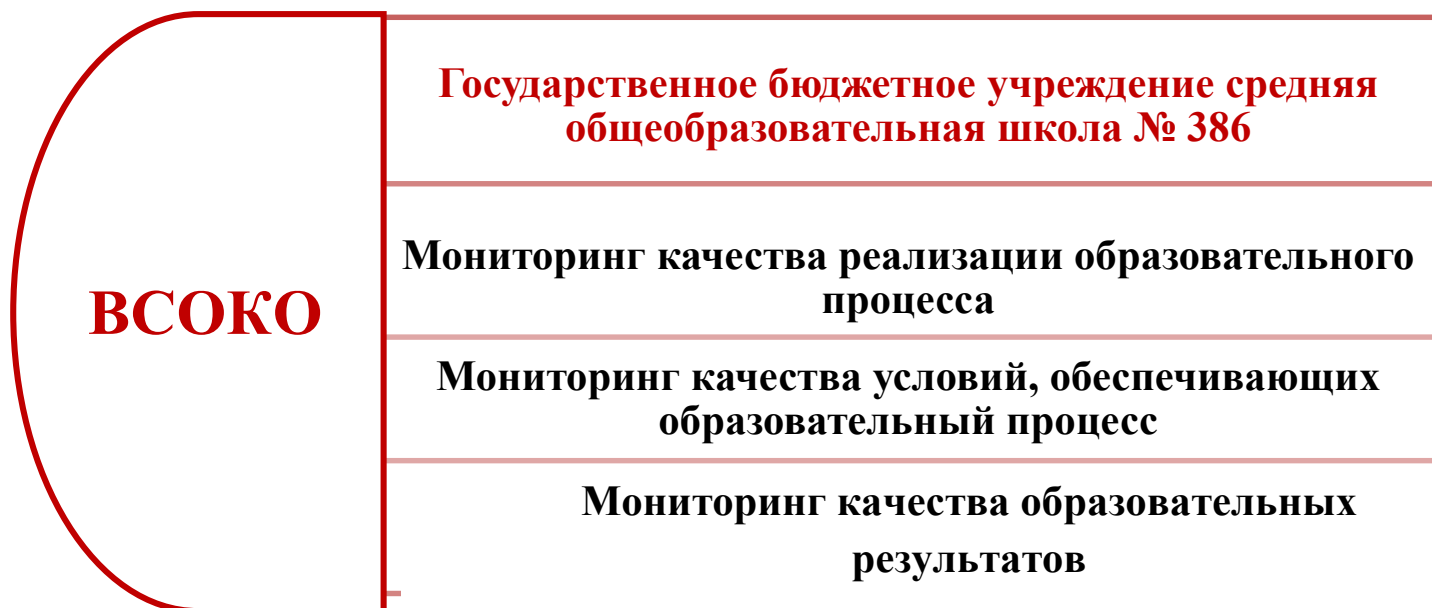 ВСОКО
Государственное бюджетное учреждение средняя
общеобразовательная школа № 386
Мониторинг качества реализации образовательного
процесса
Мониторинг качества условий, обеспечивающих
образовательный процесс
Мониторинг качества образовательных
результатов